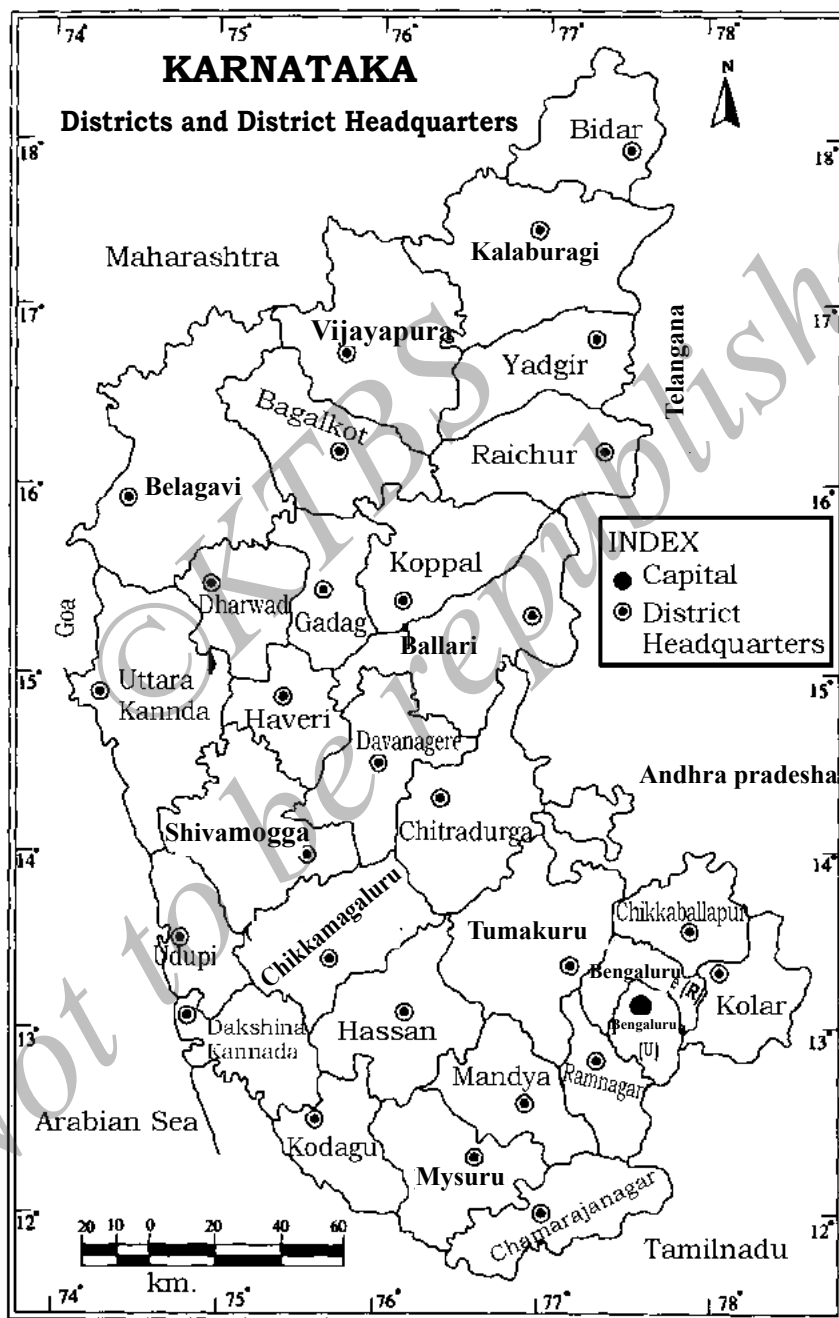 74° 75° 76° 77° 78°
KARNATAKA
Districts and District Headquarters
N
Bidar
18° 18°
Maharashtra
Kalaburagi
17° 17°
Vijayapura
Yadgir
Telangana
Bagalkot
Raichur
16° 16°
Belagavi
INDEX
Capital
District
Headquarters
Koppal
Dharwad
Gadag
Goa
Ballari
15° 15°
Uttara
Kannda
Haveri
Davanagere
Andhra pradesha
Shivamogga
Chitradurga
14° 14°
Chikkamagaluru
Tumakuru
Chikkaballapur
Udupi
Bengaluru
(R)
Kolar
Bengaluru
(U)
13° 13°
Dakshina
Kannada
Hassan
Mandya
Ramnagar
Arabian Sea
Kodagu
Mysuru
Chamarajanagar
12° 12°
Tamilnadu
20 10 0 20 40 60
km.
74° 75° 76° 77° 78°
©KTBS
Not to be republish